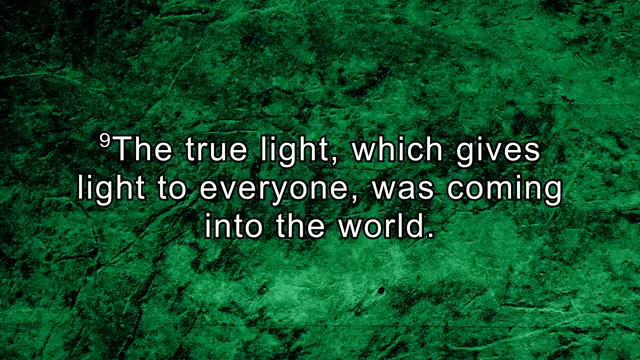 ⁹The true light, which gives
light to everyone, was coming
into the world.